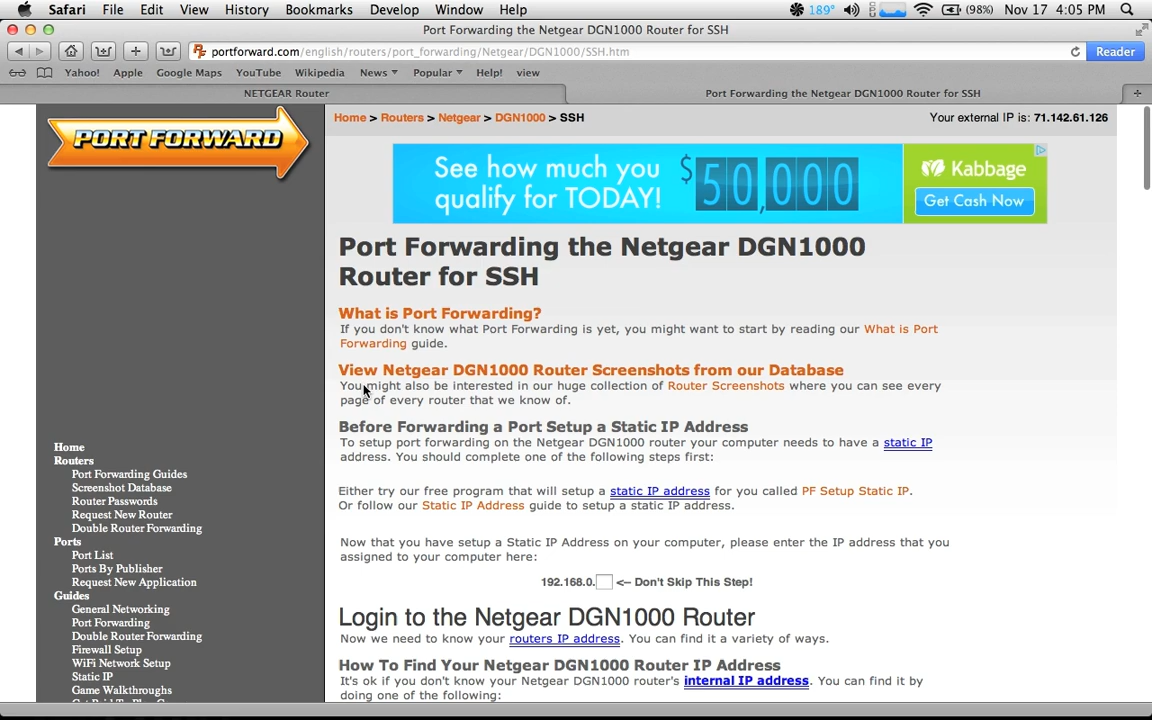 Safari File Edit View History Bookmarks Develop Window Help 189° (98%) Nov 17 4:05 PM
Port Forwarding the Netgear DGN1000 Router for SSH
portforward.com/english/routers/port_forwarding/Netgear/DGN1000/SSH.htm Reader
Yahoo! Apple Google Maps YouTube Wikipedia News Popular Help! view
NETGEAR Router Port Forwarding the Netgear DGN1000 Router for SSH
PORT FORWARD
Home > Routers > Netgear > DGN1000 > SSH Your external IP is: 71.142.61.126
See how much you
qualify for TODAY!
$50,000
Kabbage
Get Cash Now
Port Forwarding the Netgear DGN1000
Router for SSH
What is Port Forwarding?
If you don't know what Port Forwarding is yet, you might want to start by reading our What is Port
Forwarding guide.
View Netgear DGN1000 Router Screenshots from our Database
You might also be interested in our huge collection of Router Screenshots where you can see every
page of every router that we know of.
Before Forwarding a Port Setup a Static IP Address
To setup port forwarding on the Netgear DGN1000 router your computer needs to have a static IP
address. You should complete one of the following steps first:
Either try our free program that will setup a static IP address for you called PF Setup Static IP.
Or follow our Static IP Address guide to setup a static IP address.
Now that you have setup a Static IP Address on your computer, please enter the IP address that you
assigned to your computer here:
192.168.0. <-- Don't Skip This Step!
Login to the Netgear DGN1000 Router
Now we need to know your routers IP address. You can find it a variety of ways.
How To Find Your Netgear DGN1000 Router IP Address
It's ok if you don't know your Netgear DGN1000 router's internal IP address. You can find it by
doing one of the following:
Home
Routers
Port Forwarding Guides
Screenshot Database
Router Passwords
Request New Router
Double Router Forwarding
Ports
Port List
Ports By Publisher
Request New Application
Guides
General Networking
Port Forwarding
Double Router Forwarding
Firewall Setup
WiFi Network Setup
Static IP
Game Walkthroughs